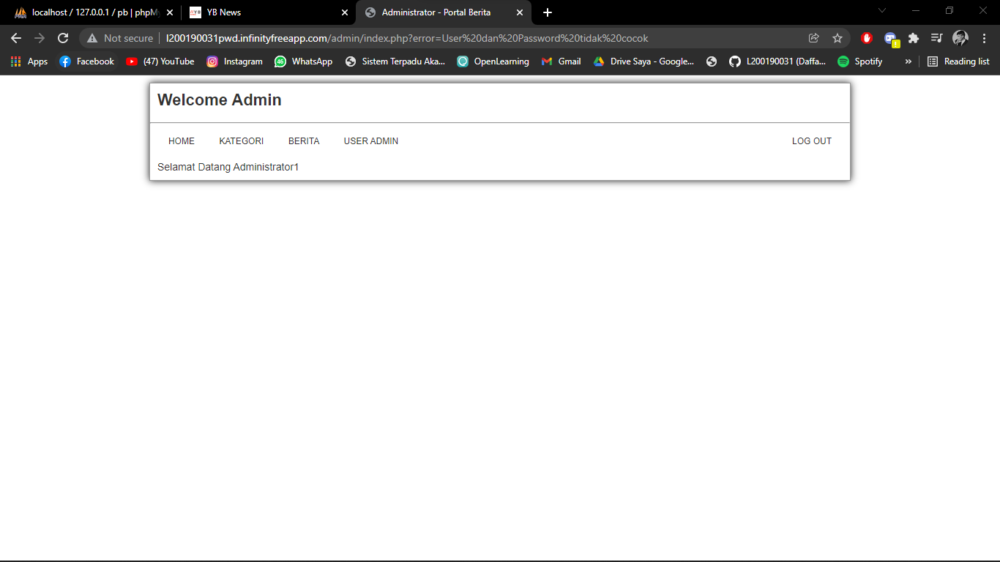 localhost / 127.0.0.1 / pb | phpMy
YB News
Administrator - Portal Berita
Not secure
l200190031pwd.infinityfreeapp.com/admin/index.php?error=User%20dan%20Password%20tidak%20cocok
Apps
Facebook
(47) YouTube
Instagram
46
WhatsApp
Sistem Terpadu Aka...
OpenLearning
Gmail
Drive Saya - Google...
L200190031 (Daffa...
Spotify
»
Reading list
Welcome Admin
HOME KATEGORI BERITA USER ADMIN LOG OUT
Selamat Datang Administrator1